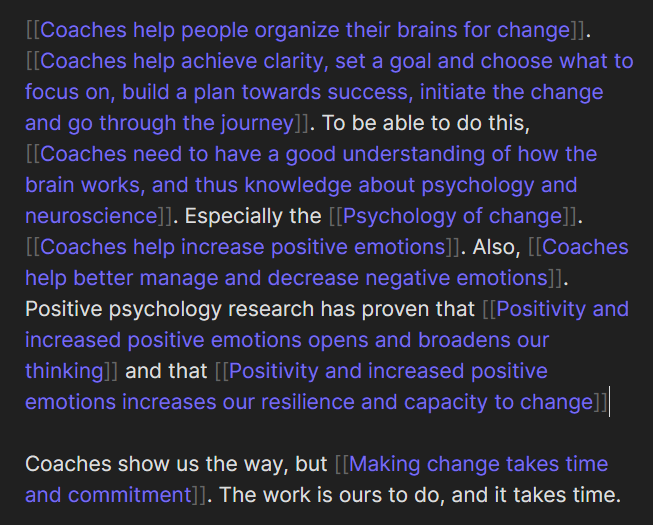 [[Coaches help people organize their brains for change]].
[[Coaches help achieve clarity, set a goal and choose what to
focus on, build a plan towards success, initiate the change
and go through the journey]]. To be able to do this,
[[Coaches need to have a good understanding of how the
brain works, and thus knowledge about psychology and
neuroscience]]. Especially the [[Psychology of change]].
[[Coaches help increase positive emotions]]. Also, [[Coaches
help better manage and decrease negative emotions]].
Positive psychology research has proven that [[Positivity and
increased positive emotions opens and broadens our
thinking]] and that [[Positivity and increased positive
emotions increases our resilience and capacity to change]]
Coaches show us the way, but [[Making change takes time
and commitment]]. The work is ours to do, and it takes time.